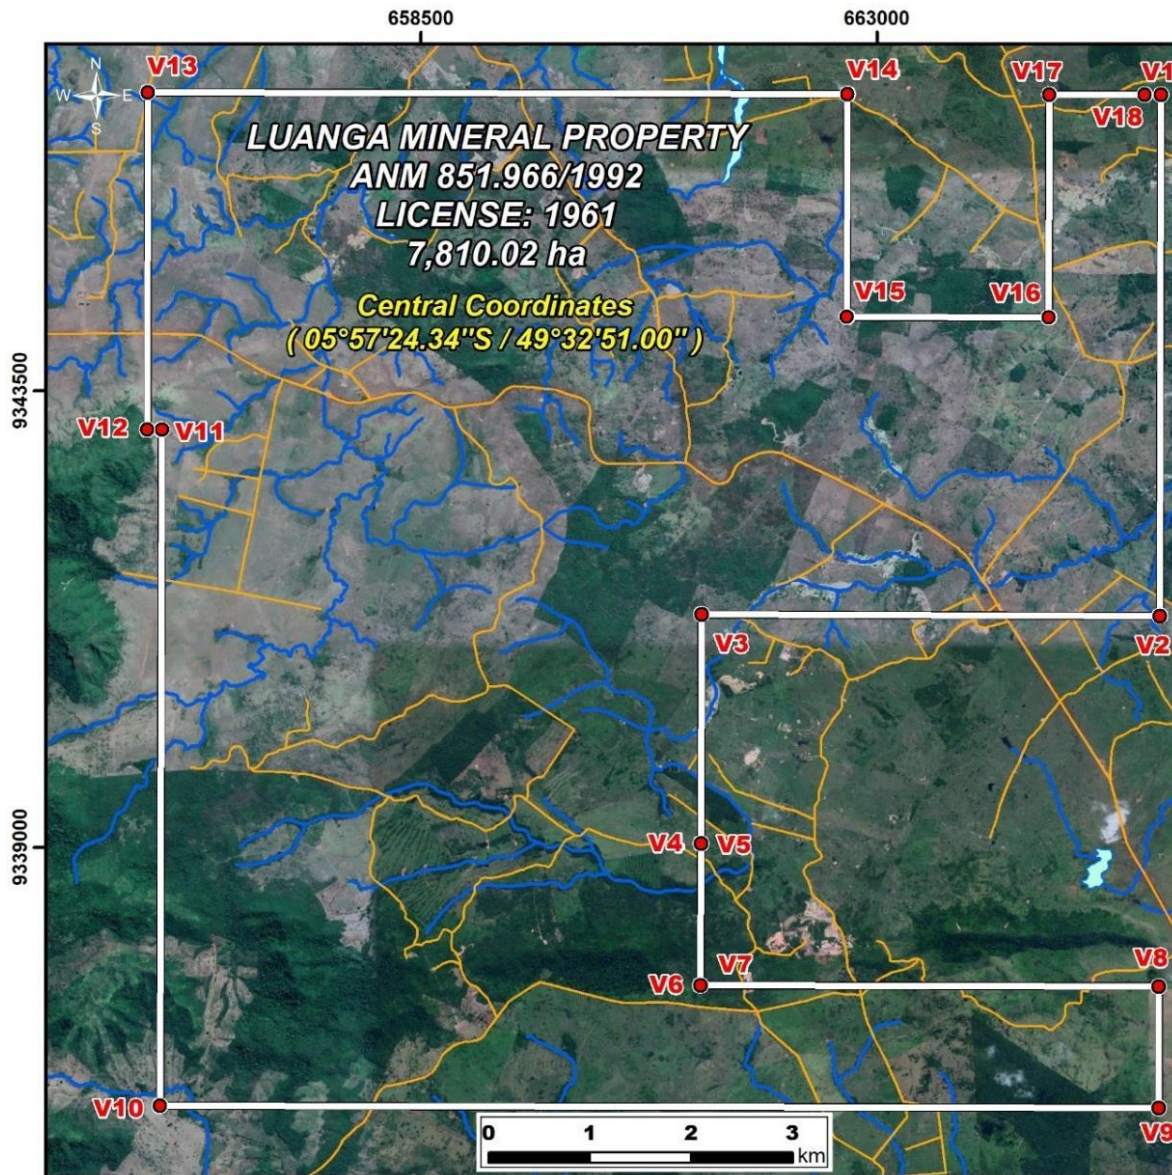 658500
663000
V13
V14
V17
V18
V1
N
W E
S
LUANGA MINERAL PROPERTY
ANM 851.966/1992
LICENSE: 1961
7,810.02 ha
Central Coordinates
( 05°57'24.34"S / 49°32'51.00" )
V15
V16
9343500
V12
V11
V3
V2
9339000
V4
V5
V6
V7
V8
V10
V9
0 1 2 3
km